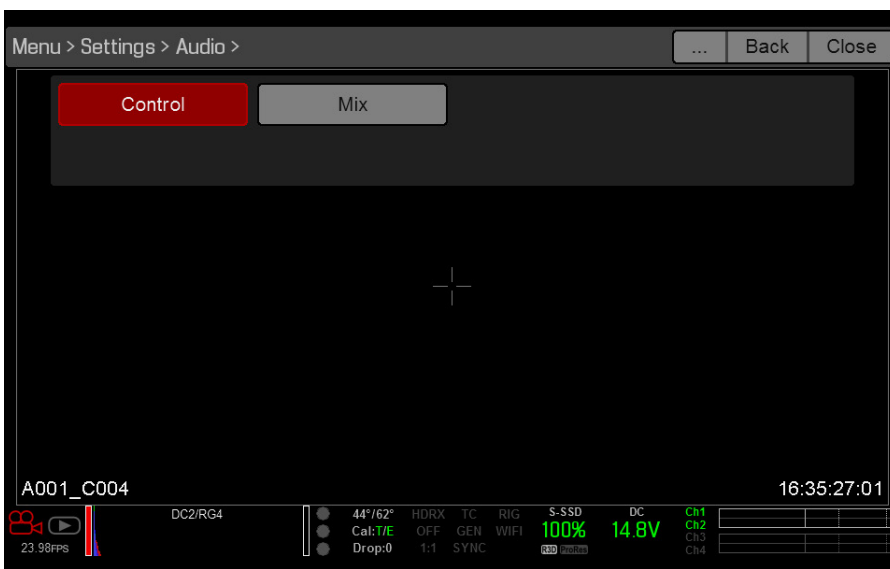 Menu > Settings > Audio >
... Back Close
Control Mix
A001_C004 16:35:27:01
DC2/RG4 44°/62° HDRX TC RIG S-SSD DC Ch1
Cal:T/E OFF GEN WIFI 100% 14.8V Ch2
Drop:0 1:1 SYNC R3D ProRes Ch3
23.98FPS Ch4